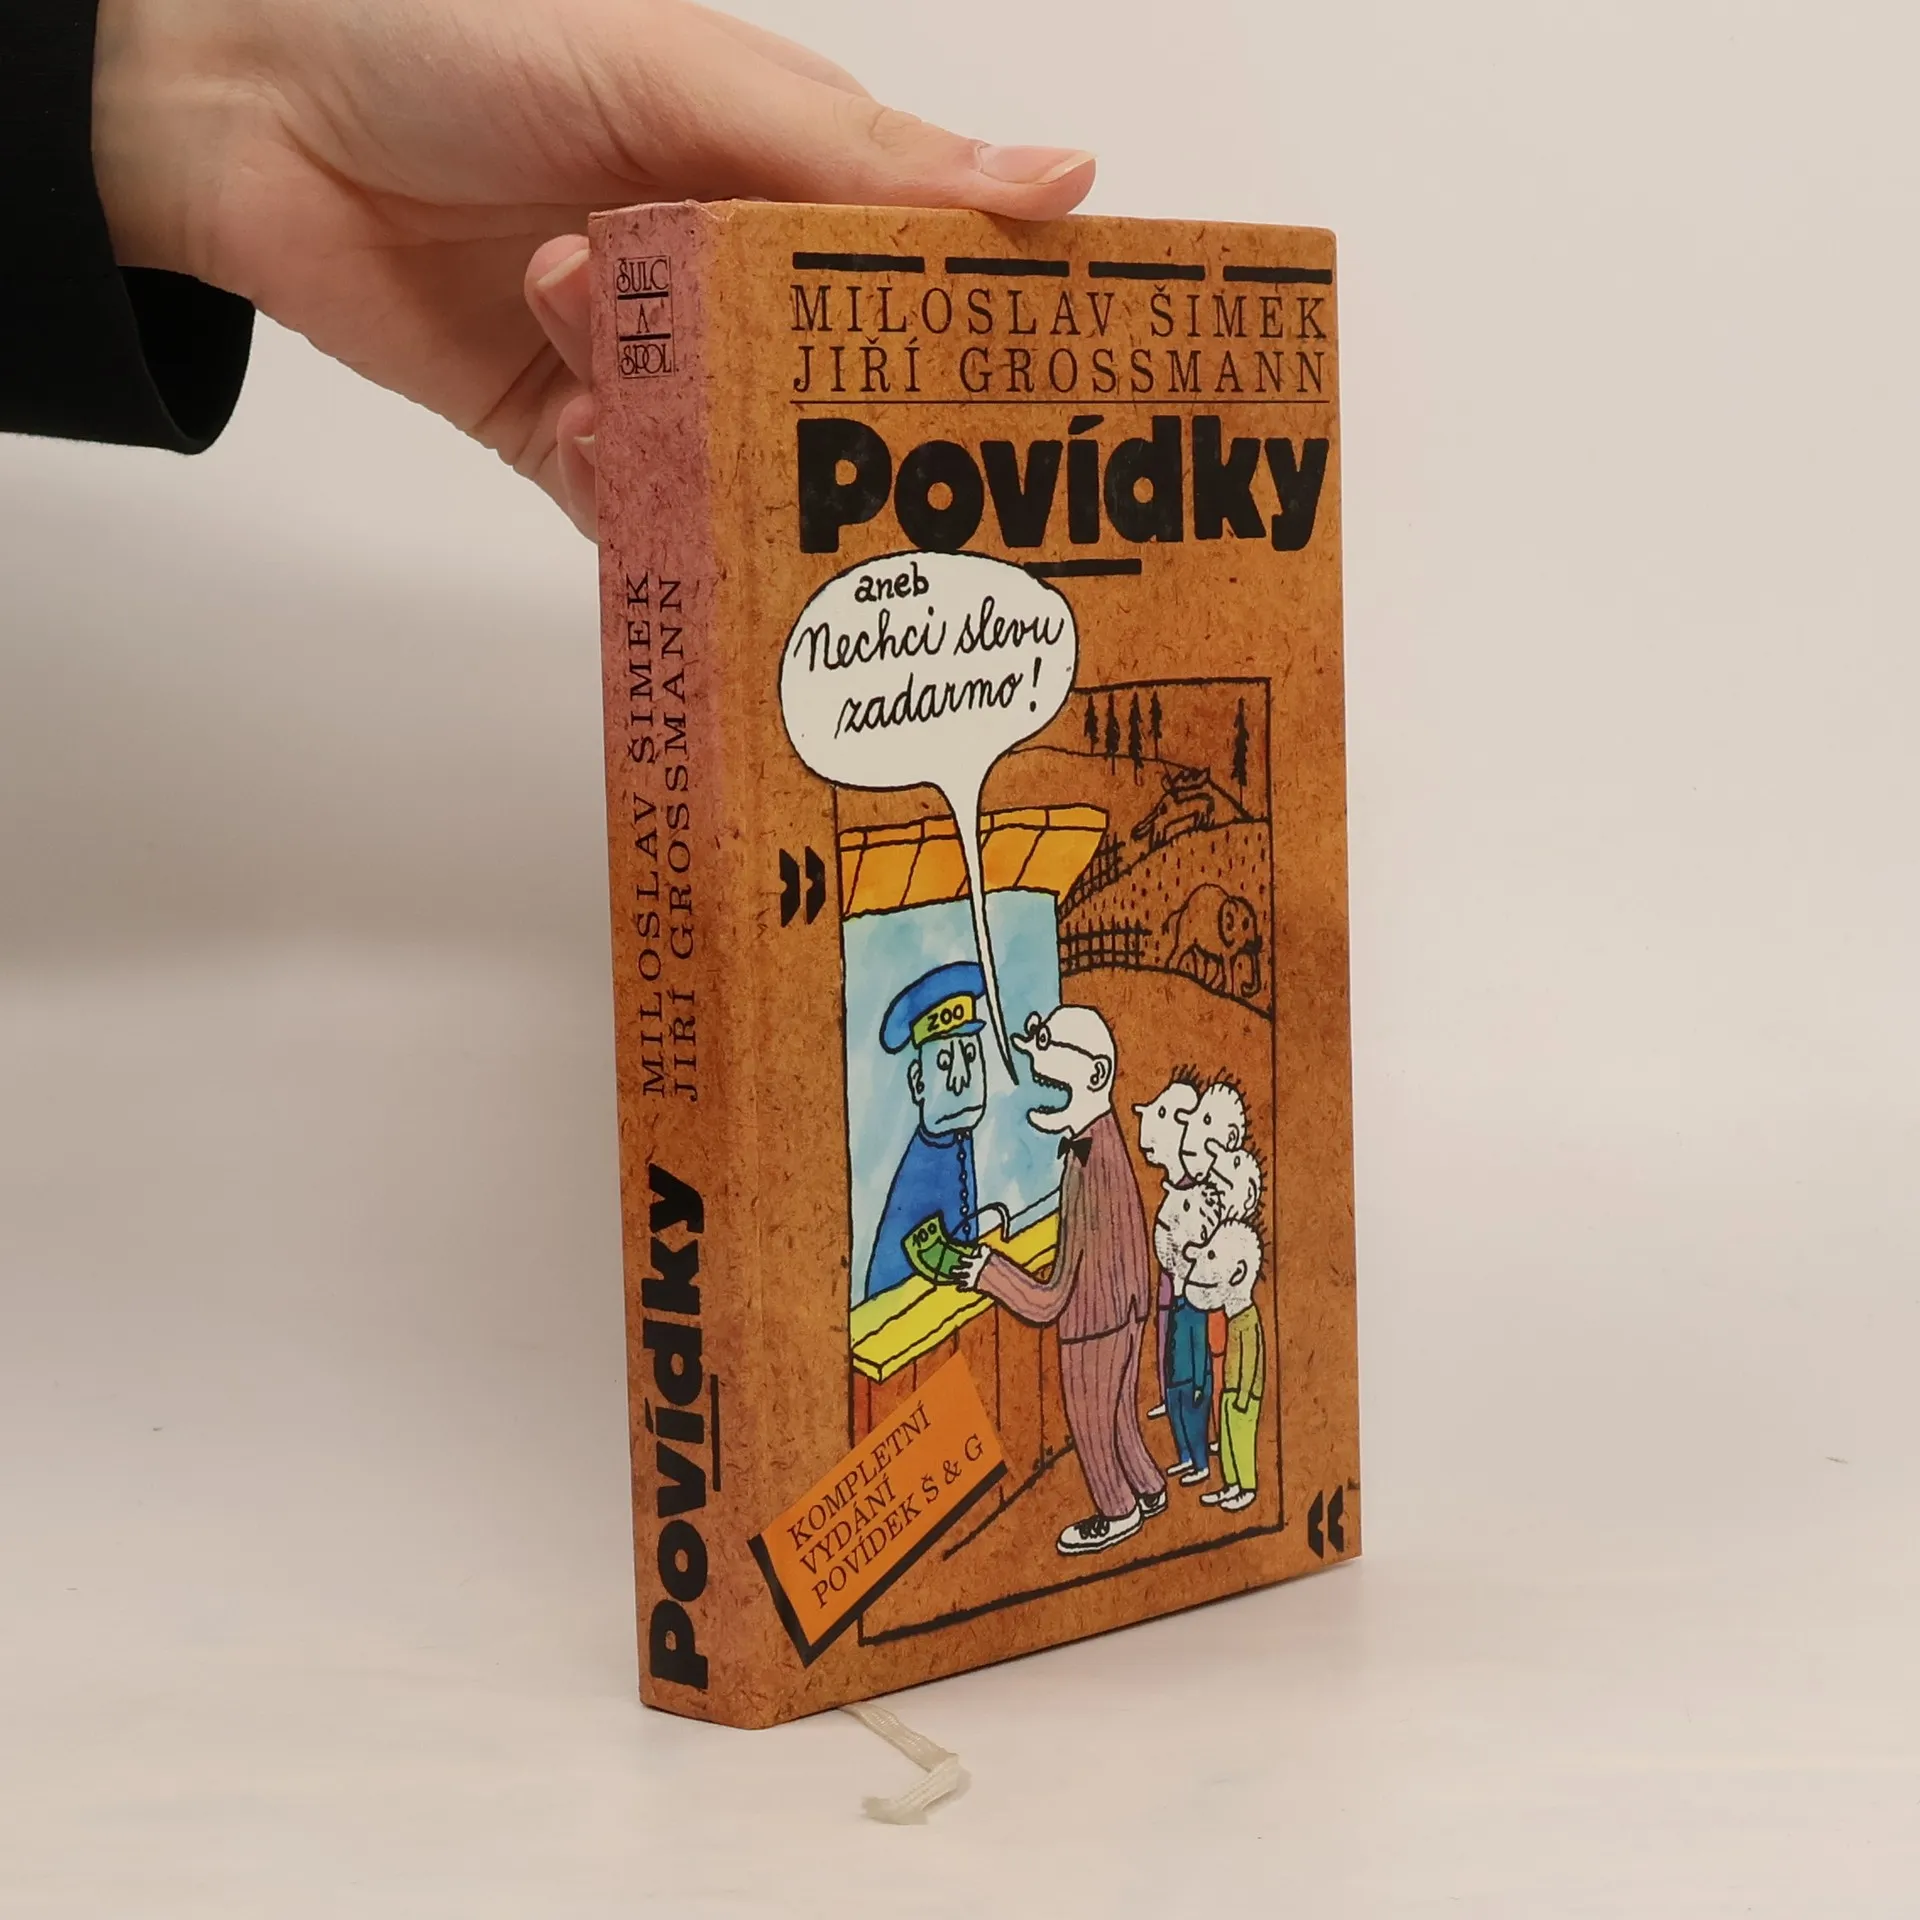 ŠULC
A
SPOL.
MILOSLAV ŠIMEK
JIŘÍ GROSSMANN
Povídky
MILOSLAV ŠIMEK
JIŘÍ GROSSMANN
Povídky
aneb
Nechci slevu
zadarmo!
ZOO
100
KOMPLETNÍ
VYDÁNÍ
POVÍDEK Š & G